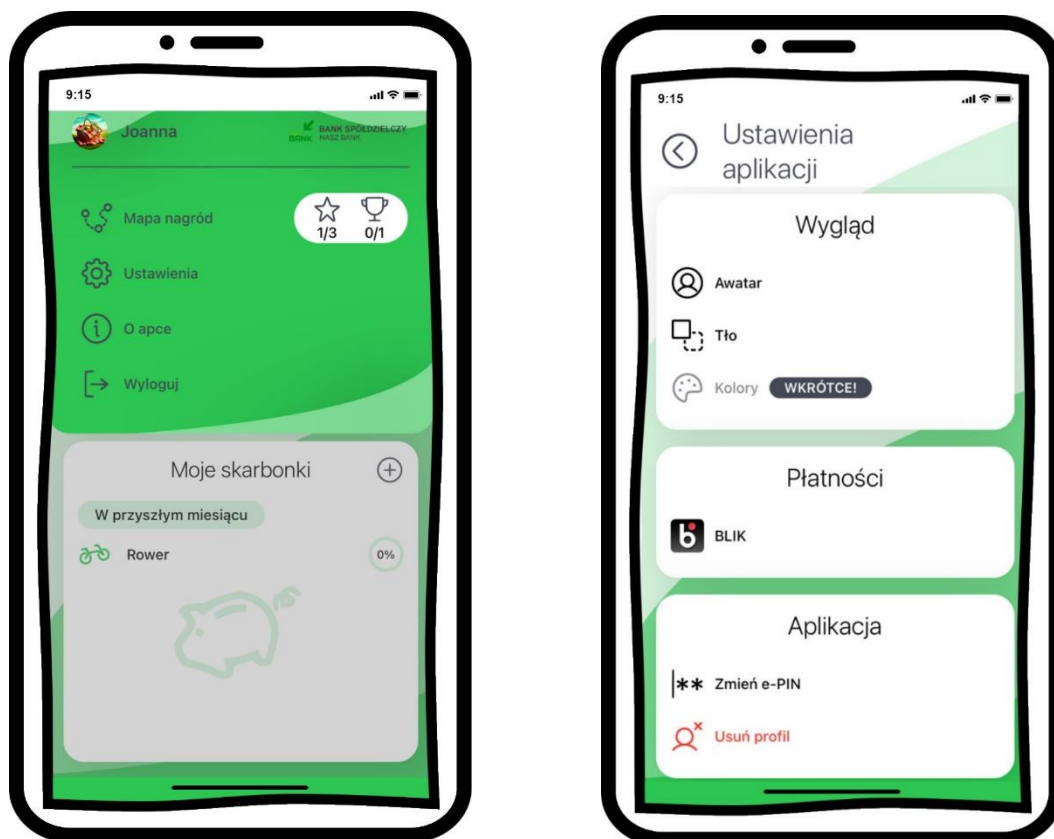 9:15
Joanna
BANK
BANK SPÓŁDZIELCZY
NASZ BANK
Mapa nagród
1/3
0/1
Ustawienia
O apce
Wyloguj
Moje skarbonki
W przyszłym miesiącu
Rower
0%
9:15
Ustawienia
aplikacji
Wygląd
Awatar
Tło
Kolory WKRÓTCE!
Płatności
BLIK
Aplikacja
Zmień e-PIN
Usuń profil